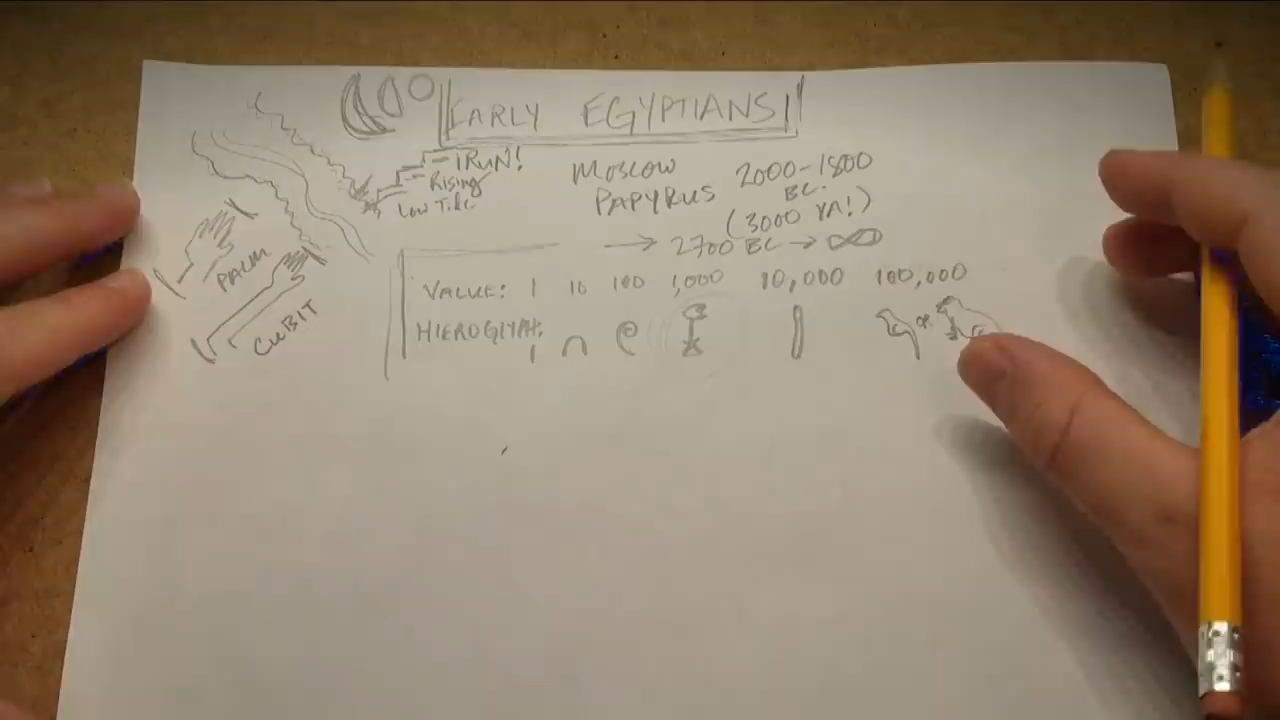 EARLY EGYPTIANS!
RUN!
Rising
Low Tide
MOSCOW PAPYRUS
2000-1800 BC.
(3000 YA!)
→ 2700 BC → ∞
PALM
CUBIT
VALUE: 1 10 100 1,000 10,000 100,000
HIEROGLYPH:
or